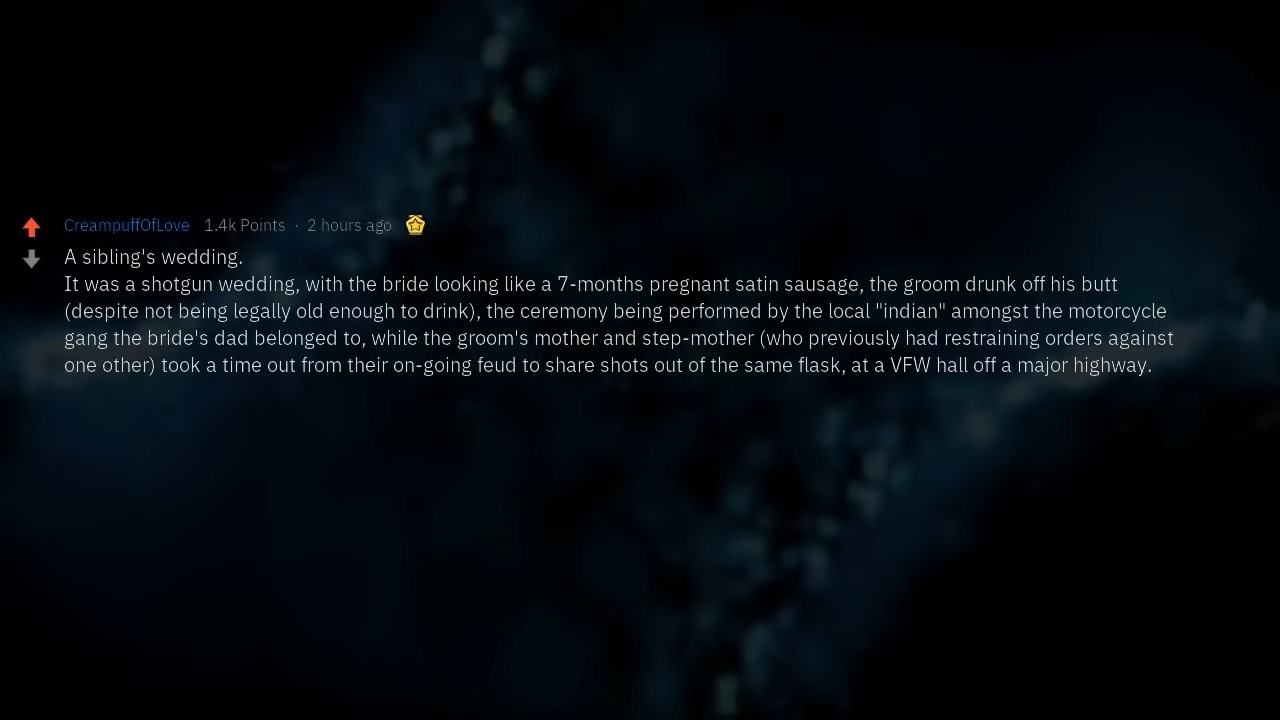 CreampuffOfLove 1.4k Points · 2 hours ago
A sibling's wedding.
It was a shotgun wedding, with the bride looking like a 7-months pregnant satin sausage, the groom drunk off his butt
(despite not being legally old enough to drink), the ceremony being performed by the local "indian" amongst the motorcycle
gang the bride's dad belonged to, while the groom's mother and step-mother (who previously had restraining orders against
one other) took a time out from their on-going feud to share shots out of the same flask, at a VFW hall off a major highway.